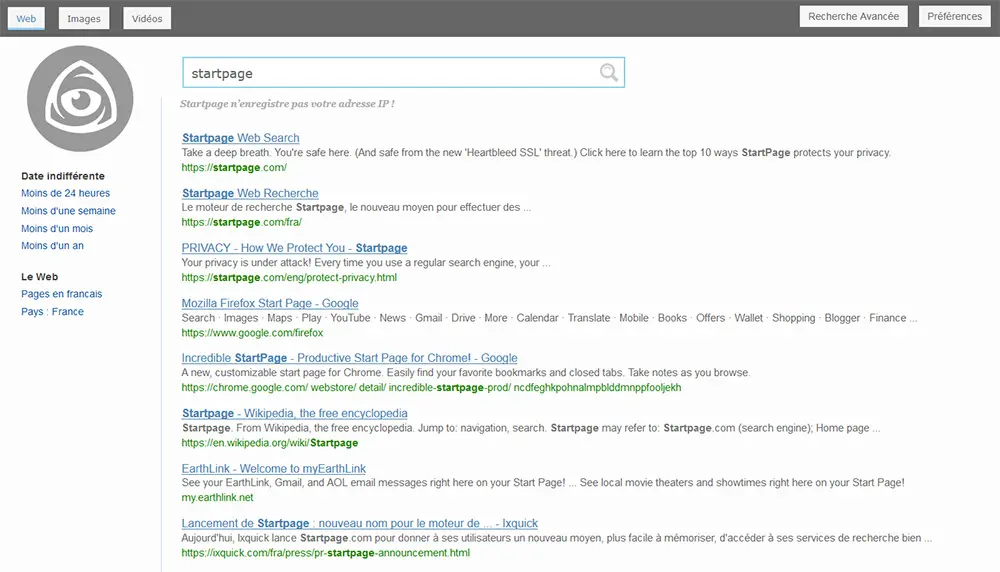 Web Images Vidéos Recherche Avancée Préférences
startpage
Startpage n'enregistre pas votre adresse IP !
Date indifférente
Moins de 24 heures
Moins d'une semaine
Moins d'un mois
Moins d'un an
Le Web
Pages en francais
Pays : France
Startpage Web Search
Take a deep breath. You're safe here. (And safe from the new 'Heartbleed SSL' threat.) Click here to learn the top 10 ways StartPage protects your privacy.
https://startpage.com/
Startpage Web Recherche
Le moteur de recherche Startpage, le nouveau moyen pour effectuer des ...
https://startpage.com/fra/
PRIVACY - How We Protect You - Startpage
Your privacy is under attack! Every time you use a regular search engine, your ...
https://startpage.com/eng/protect-privacy.html
Mozilla Firefox Start Page - Google
Search · Images · Maps · Play · YouTube · News · Gmail · Drive · More · Calendar · Translate · Mobile · Books · Offers · Wallet · Shopping · Blogger · Finance ...
https://www.google.com/firefox
Incredible StartPage - Productive Start Page for Chrome! - Google
A new, customizable start page for Chrome. Easily find your favorite bookmarks and closed tabs. Take notes as you browse.
https://chrome.google.com/ webstore/ detail/ incredible-startpage-prod/ ncdfeghkpohnalmpblddmnppfooljekh
Startpage - Wikipedia, the free encyclopedia
Startpage. From Wikipedia, the free encyclopedia. Jump to: navigation, search. Startpage may refer to: Startpage.com (search engine); Home page ...
https://en.wikipedia.org/wiki/Startpage
EarthLink - Welcome to myEarthLink
See your EarthLink, Gmail, and AOL email messages right here on your Start Page! ... See local movie theaters and showtimes right here on your Start Page!
my.earthlink.net
Lancement de Startpage : nouveau nom pour le moteur de ... - Ixquick
Aujourd'hui, Ixquick lance Startpage.com pour donner à ses utilisateurs un nouveau moyen, plus facile à mémoriser, d'accéder à ses services de recherche bien ...
https://ixquick.com/fra/press/pr-startpage-announcement.html